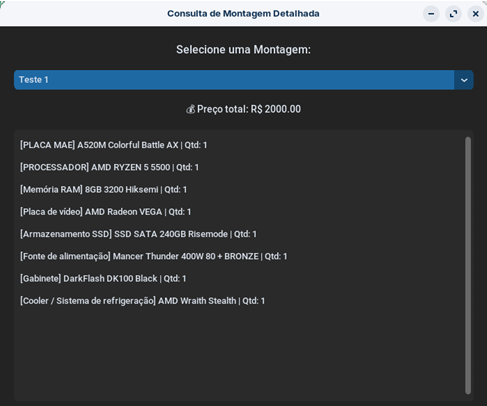 Consulta de Montagem Detalhada
Selecione uma Montagem:
Teste 1
💰 Preço total: R$ 2000.00
[PLACA MAE] A520M Colorful Battle AX | Qtd: 1
[PROCESSADOR] AMD RYZEN 5 5500 | Qtd: 1
[Memória RAM] 8GB 3200 Hiksemi | Qtd: 1
[Placa de vídeo] AMD Radeon VEGA | Qtd: 1
[Armazenamento SSD] SSD SATA 240GB Risemode | Qtd: 1
[Fonte de alimentação] Mancer Thunder 400W 80 + BRONZE | Qtd: 1
[Gabinete] DarkFlash DK100 Black | Qtd: 1
[Cooler / Sistema de refrigeração] AMD Wraith Stealth | Qtd: 1